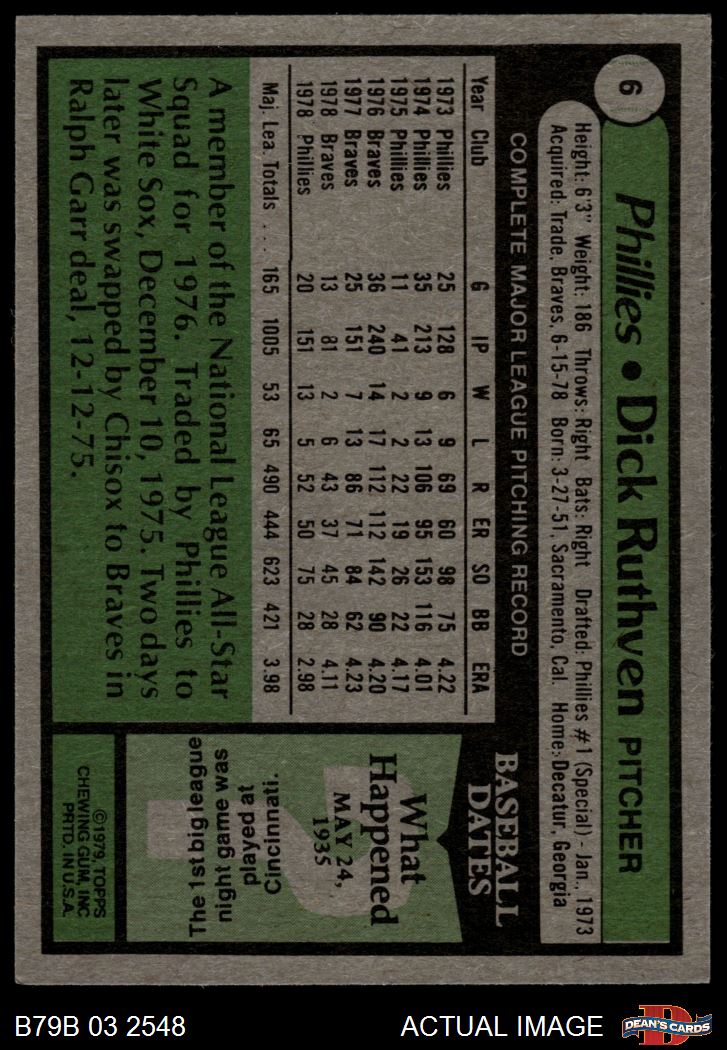 6
Phillies • Dick Ruthven PITCHER
Height: 6'3" Weight: 186 Throws: Right Bats: Right Drafted: Phillies #1 (Special) - Jan., 1973
Acquired: Trade, Braves, 6-15-78 Born: 3-27-51, Sacramento, Cal. Home: Decatur, Georgia
COMPLETE MAJOR LEAGUE PITCHING RECORD
Year Club G IP W L R ER SO BB ERA
1973 Phillies 25 128 6 9 69 60 98 75 4.22
1974 Phillies 35 213 9 13 106 95 153 116 4.01
1975 Phillies 11 41 2 2 22 19 26 22 4.17
1976 Braves 36 240 14 17 112 112 142 90 4.20
1977 Braves 25 151 7 13 86 71 84 62 4.23
1978 Braves 13 81 2 6 43 37 45 28 4.11
1978 Phillies 20 151 13 5 52 50 75 28 2.98
Maj. Lea. Totals . . . 165 1005 53 65 490 444 623 421 3.98
A member of the National League All-Star
Squad for 1976. Traded by Phillies to
White Sox, December 10, 1975. Two days
later was swapped by Chisox to Braves in
Ralph Garr deal, 12-12-75.
BASEBALL
DATES
What
Happened
MAY 24,
1935
The 1st big league
night game was
played at
Cincinnati.
©1979, TOPPS
CHEWING GUM, INC
PRTD. IN U.S.A.
B79B 03 2548
ACTUAL IMAGE
D
DEAN'S CARDS